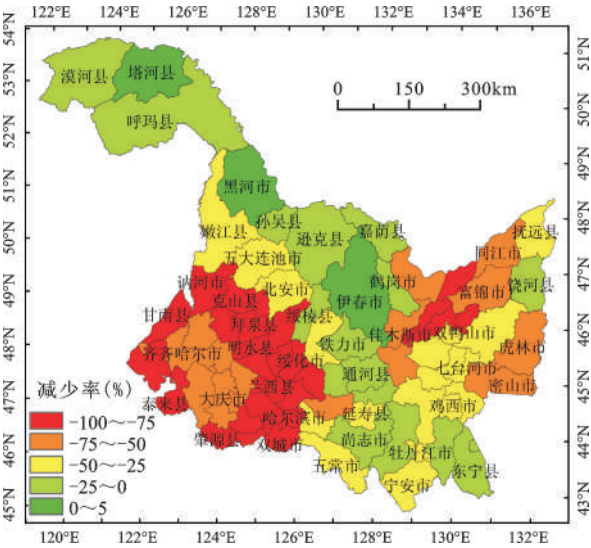 122°E 124°E 126°E 128°E 130°E 132°E 134°E 136°E
54°N
53°N
52°N
51°N
50°N
49°N
48°N
47°N
46°N
45°N
51°N
50°N
49°N
48°N
47°N
46°N
45°N
44°N
43°N
0 150 300km
漠河县
塔河县
呼玛县
黑河市
孙吴县
嫩江县
逊克县
嘉荫县
五大连池市
北安市
讷河市
克山县
甘南县
拜泉县
绥棱县
伊春市
鹤岗市
同江市
抚远县
富锦市
饶河县
佳木斯市
双鸭山市
齐齐哈尔市
明水县
绥化市
铁力市
虎林市
七台河市
密山市
通河县
兰西县
大庆市
泰来县
哈尔滨市
延寿县
鸡西市
肇源县
双城市
尚志市
牡丹江市
五常市
宁安市
东宁县
减少率(%)
-100～-75
-75～-50
-50～-25
-25～0
0～5
120°E 122°E 124°E 126°E 128°E 130°E 132°E